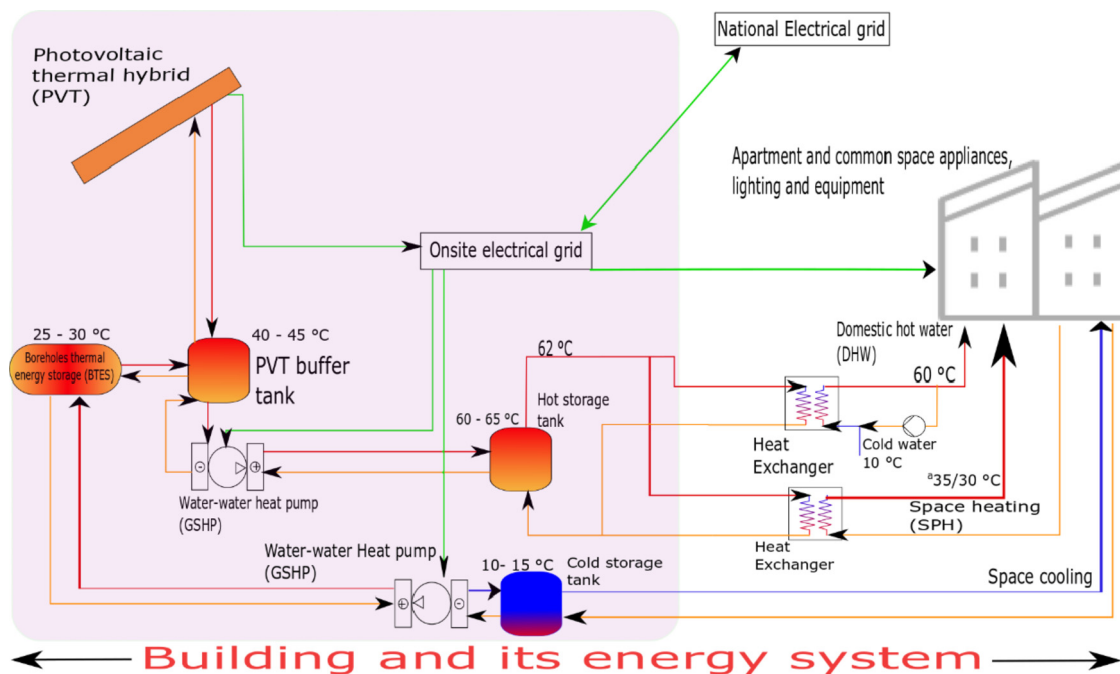 National Electrical grid
Photovoltaic
thermal hybrid
(PVT)
Apartment and common space appliances,
lighting and equipment
Onsite electrical grid
25 - 30 °C
40 - 45 °C
Boreholes thermal
energy storage (BTES)
PVT buffer
tank
62 °C
Domestic hot water
(DHW)
60 °C
60 - 65 °C
Hot storage
tank
Cold water
10 °C
Heat
Exchanger
Water-water heat pump
(GSHP)
ª35/30 °C
Space heating
(SPH)
Heat
Exchanger
Water-water Heat pump
(GSHP)
10- 15 °C
Cold storage
tank
Space cooling
Building and its energy system